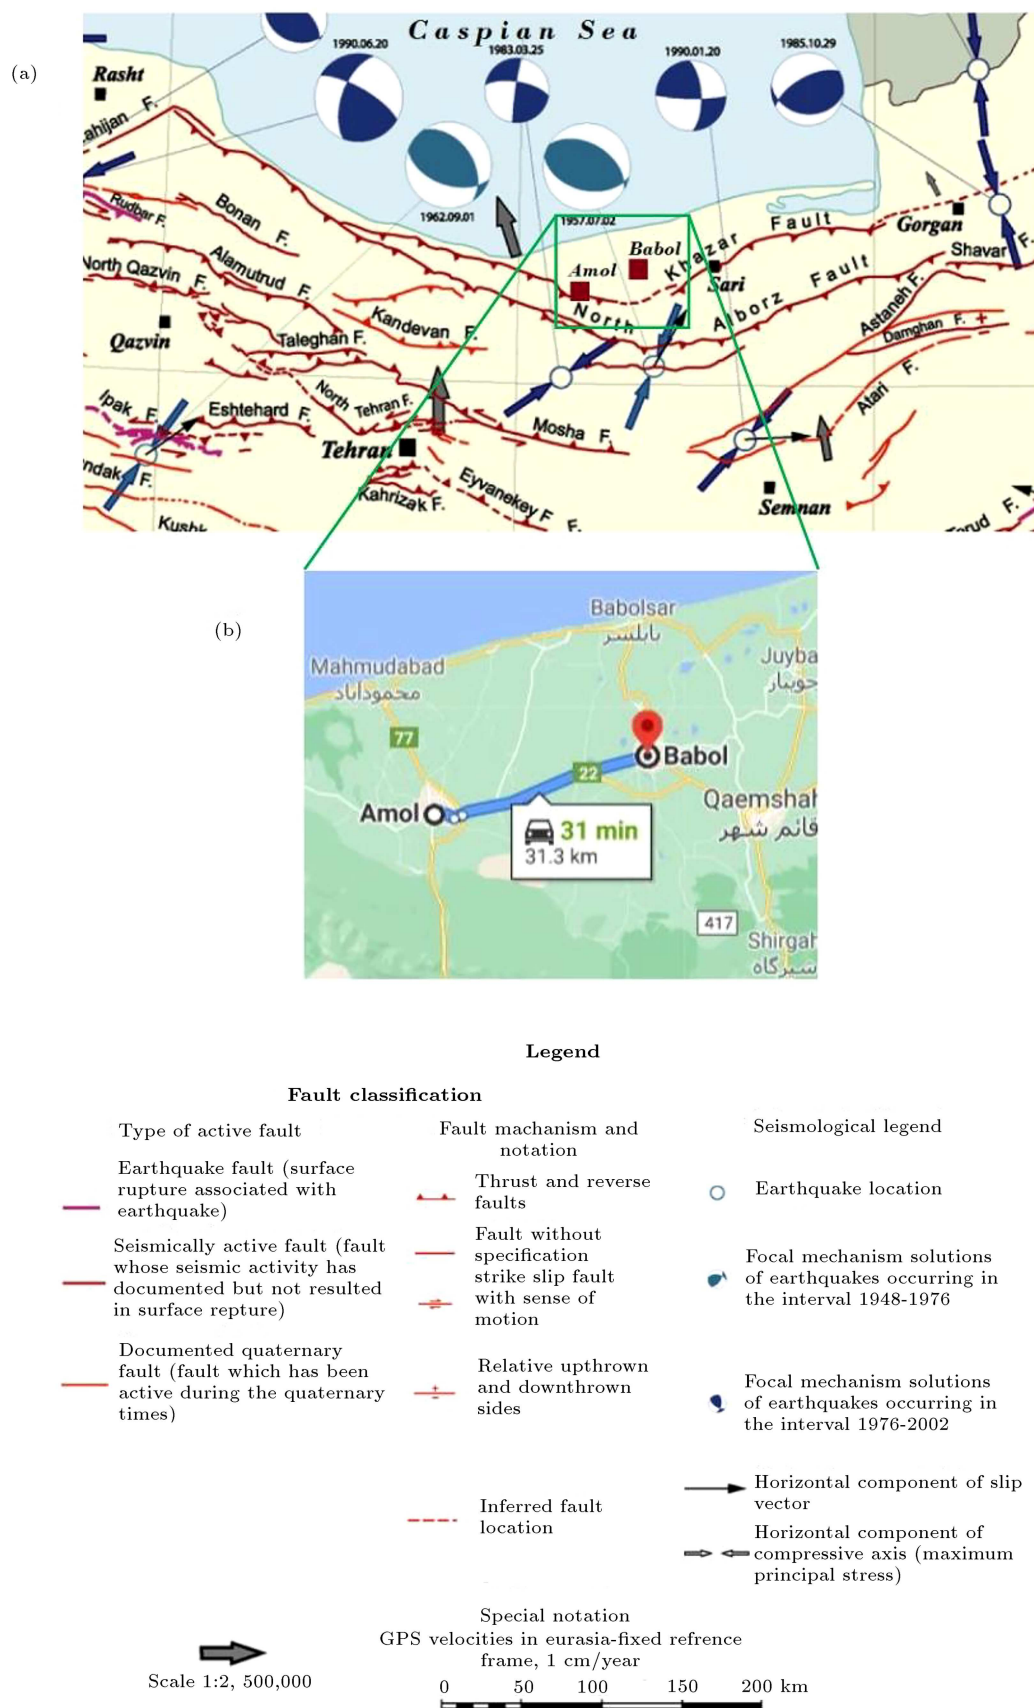 (a)
Caspian Sea
1990.06.20
1983.03.25
1990.01.20
1985.10.29
Rasht
ahijan F.
1962.09.01
1957.07.02
Rudbar F.
Bonan F.
Gorgan
Babol
Khazar Fault
Shavar F.
Amol
Sari
North Qazvin F.
Alamutrud F.
North Alborz Fault
Astaneh F.
Damghan F.
Kandevan F.
Qazvin
Taleghan F.
Atari F.
Ipak F.
Eshtehard F.
North Tehran F.
Mosha F.
Tehran
ndak F.
Kahrizak F.
Eyvanekey F.
F.
Semnan
Kushk
orud F.
(b)
Babolsar
بابلسر
Juyba
جویبار
Mahmudabad
محمودآباد
77
Babol
22
Amol
Qaemshah
قائم شهر
31 min
31.3 km
417
Shirgah
شیرگاه
Legend
Fault classification
Type of active fault
Earthquake fault (surface
rupture associated with
earthquake)
Seismically active fault (fault
whose seismic activity has
documented but not resulted
in surface repture)
Documented quaternary
fault (fault which has been
active during the quaternary
times)
Fault machanism and
notation
Thrust and reverse
faults
Fault without
specification
strike slip fault
with sense of
motion
Relative upthrown
and downthrown
sides
Inferred fault
location
Seismological legend
Earthquake location
Focal mechanism solutions
of earthquakes occurring in
the interval 1948-1976
Focal mechanism solutions
of earthquakes occurring in
the interval 1976-2002
Horizontal component of slip
vector
Horizontal component of
compressive axis (maximum
principal stress)
Special notation
GPS velocities in eurasia-fixed refrence
frame, 1 cm/year
Scale 1:2, 500,000
0 50 100 150 200 km